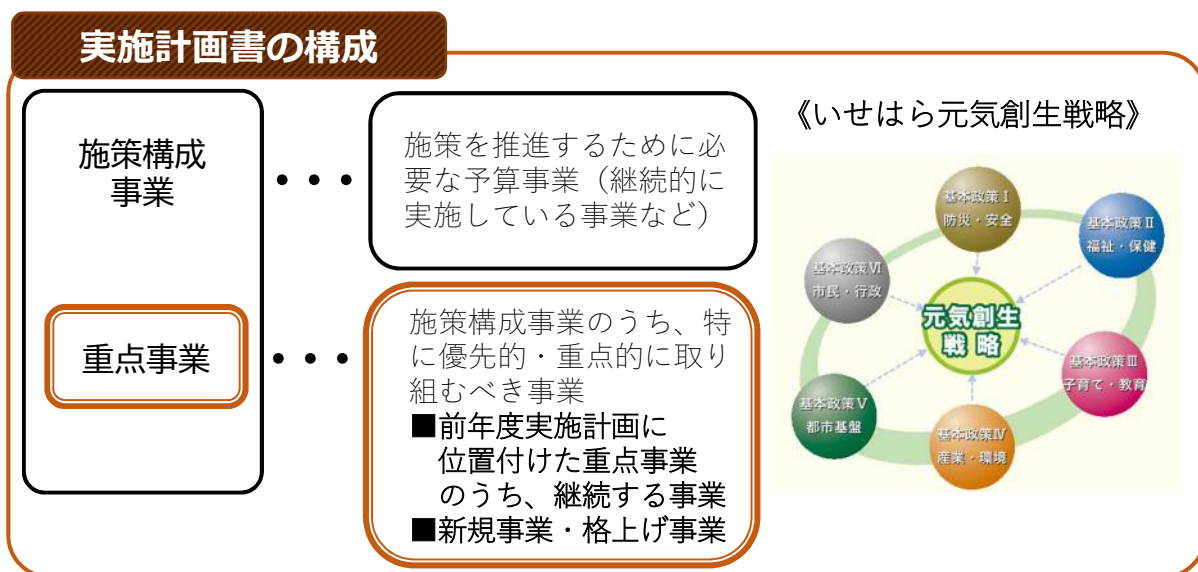 実施計画書の構成
施策構成
事業
・・・
施策を推進するために必
要な予算事業（継続的に
実施している事業など）
重点事業
・・・
施策構成事業のうち、特
に優先的・重点的に取り
組むべき事業
■前年度実施計画に
位置付けた重点事業
のうち、継続する事業
■新規事業・格上げ事業
《いせはら元気創生戦略》
基本政策Ⅰ
防災・安全
基本政策Ⅱ
福祉・保健
基本政策Ⅲ
子育て・教育
基本政策Ⅳ
産業・環境
基本政策Ⅴ
都市基盤
基本政策Ⅵ
市民・行政
元気創生
戦略